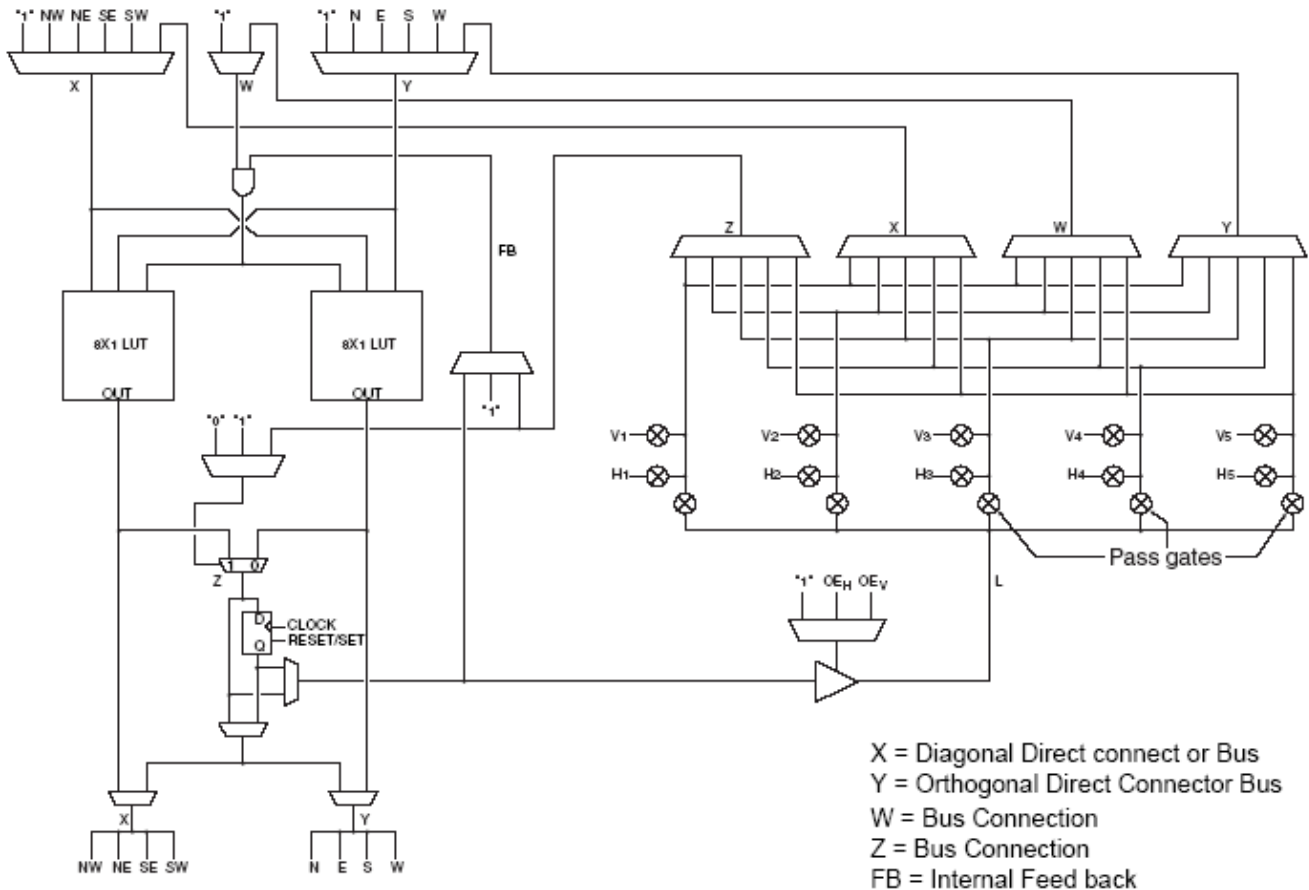 "1" NW NE SE SW "1" "1" N E S W
X W Y
Z X W Y
FB
8X1 LUT 8X1 LUT
OUT OUT
"1"
"0" "1"
V1 V2 V3 V4 V5
H1 H2 H3 H4 H5
Pass gates
1 0
Z
"1" OEH OEV
L
D
CLOCK
RESET/SET
Q
X = Diagonal Direct connect or Bus
Y = Orthogonal Direct Connector Bus
W = Bus Connection
Z = Bus Connection
FB = Internal Feed back
X Y
NW NE SE SW N E S W